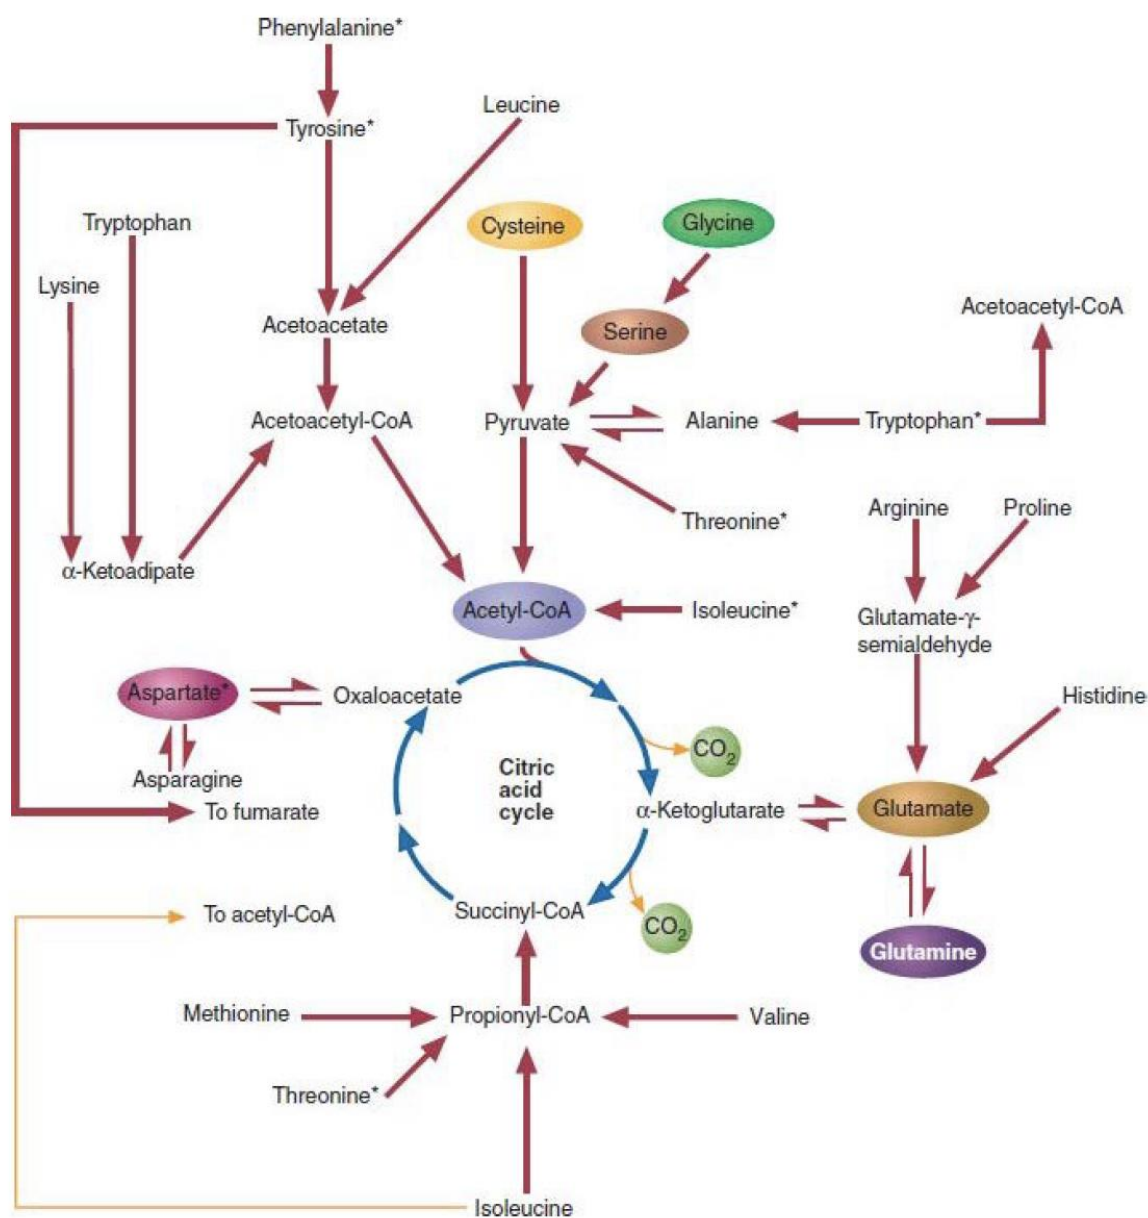 Phenylalanine*
Leucine
Tyrosine*
Tryptophan
Cysteine
Glycine
Lysine
Acetoacetate
Serine
Acetoacetyl-CoA
Acetoacetyl-CoA
Pyruvate
Alanine
Tryptophan*
Threonine*
Arginine
Proline
α-Ketoadipate
Acetyl-CoA
Isoleucine*
Glutamate-γ-
semialdehyde
Aspartate*
Oxaloacetate
Histidine
CO2
Asparagine
Citric
acid
cycle
To fumarate
α-Ketoglutarate
Glutamate
To acetyl-CoA
Succinyl-CoA
CO2
Glutamine
Methionine
Propionyl-CoA
Valine
Threonine*
Isoleucine